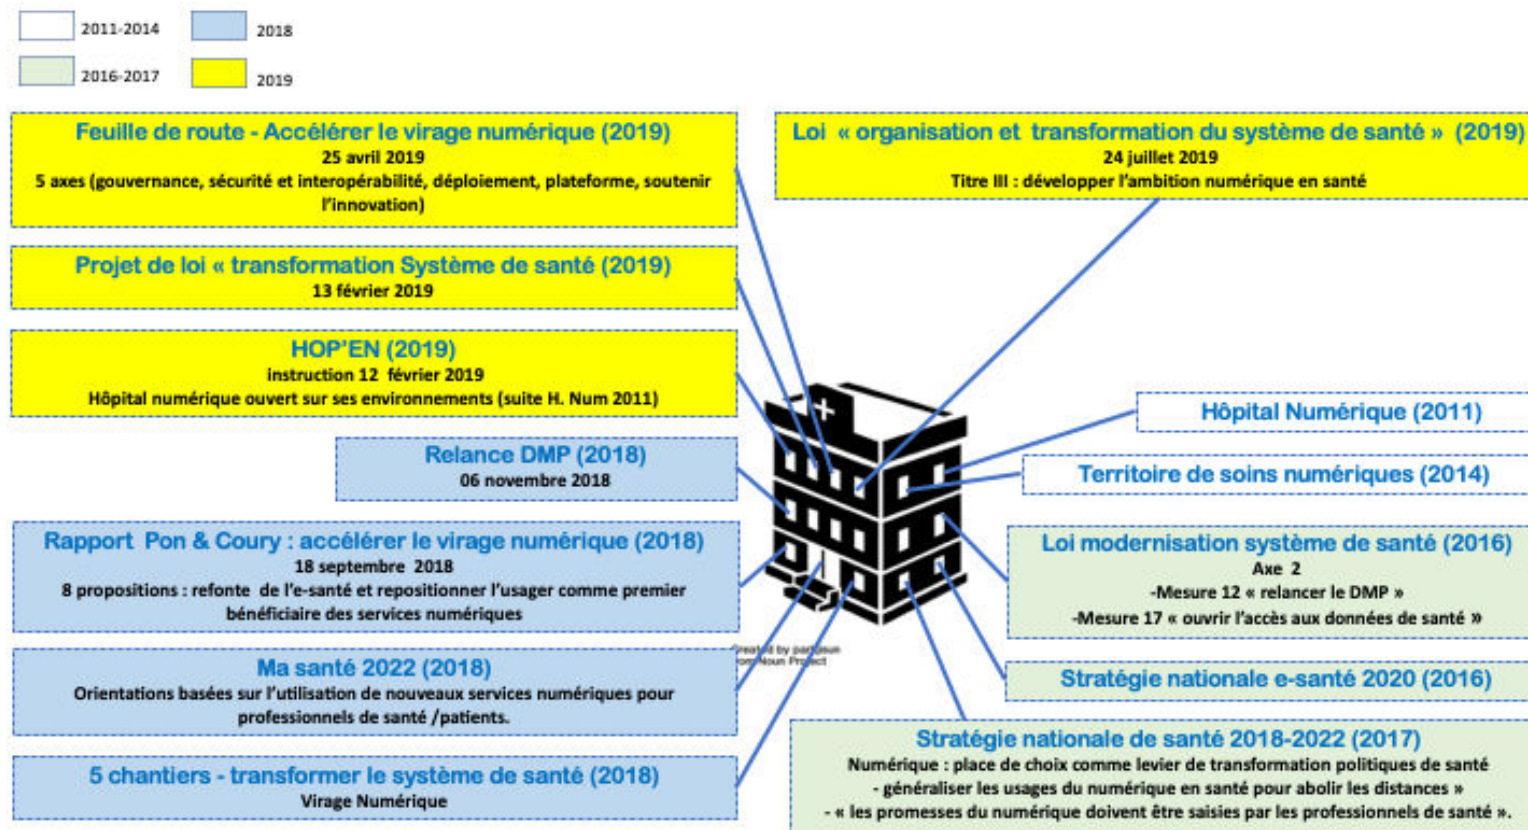 2011-2014
2018
2016-2017
2019
Feuille de route - Accélérer le virage numérique (2019)
25 avril 2019
5 axes (gouvernance, sécurité et interopérabilité, déploiement, plateforme, soutenir
l'innovation)
Loi « organisation et transformation du système de santé » (2019)
24 juillet 2019
Titre III : développer l'ambition numérique en santé
Projet de loi « transformation Système de santé (2019)
13 février 2019
HOP'EN (2019)
instruction 12 février 2019
Hôpital numérique ouvert sur ses environnements (suite H. Num 2011)
Hôpital Numérique (2011)
Relance DMP (2018)
06 novembre 2018
Territoire de soins numériques (2014)
Rapport Pon & Coury : accélérer le virage numérique (2018)
18 septembre 2018
8 propositions : refonte de l'e-santé et repositionner l'usager comme premier
bénéficiaire des services numériques
Loi modernisation système de santé (2016)
Axe 2
-Mesure 12 « relancer le DMP »
-Mesure 17 « ouvrir l'accès aux données de santé »
Created by
from Noun Project
Ma santé 2022 (2018)
Orientations basées sur l'utilisation de nouveaux services numériques pour
professionnels de santé /patients.
Stratégie nationale e-santé 2020 (2016)
5 chantiers - transformer le système de santé (2018)
Virage Numérique
Stratégie nationale de santé 2018-2022 (2017)
Numérique : place de choix comme levier de transformation politiques de santé
- généraliser les usages du numérique en santé pour abolir les distances »
- « les promesses du numérique doivent être saisies par les professionnels de santé ».